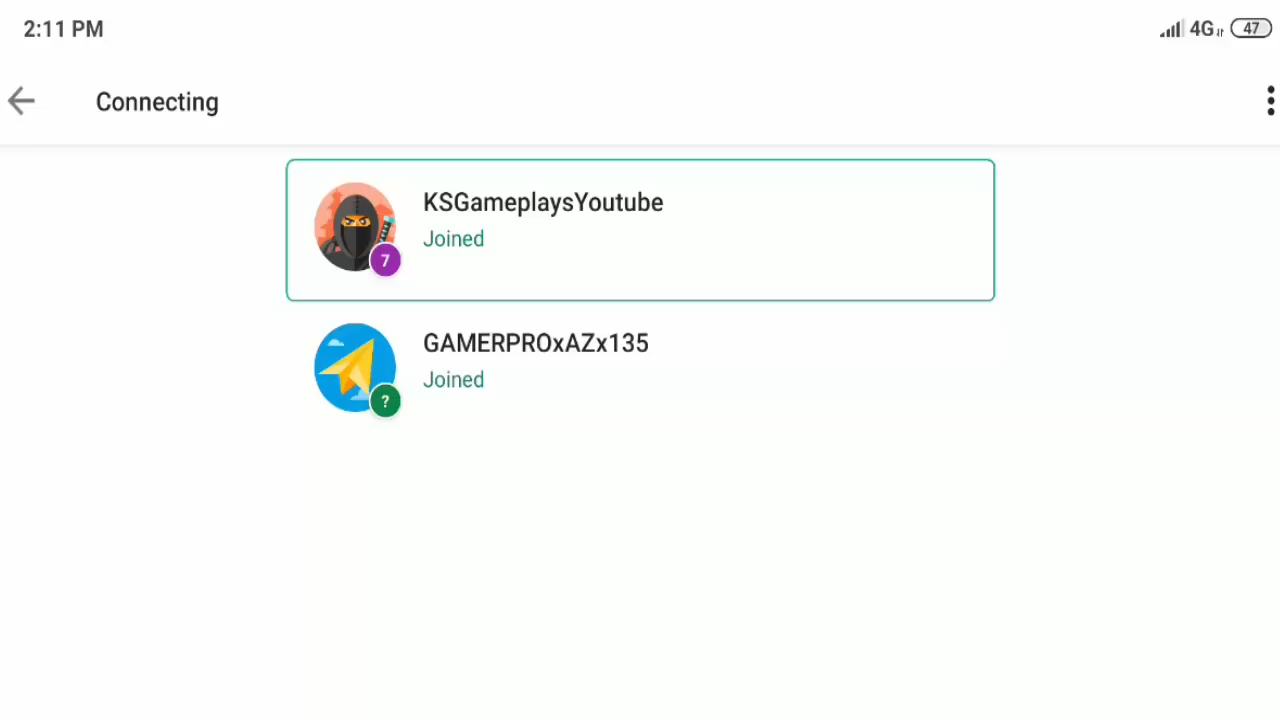 2:11 PM
4G
47
Connecting
KSGameplaysYoutube
Joined
7
GAMERPROxAZx135
Joined
?